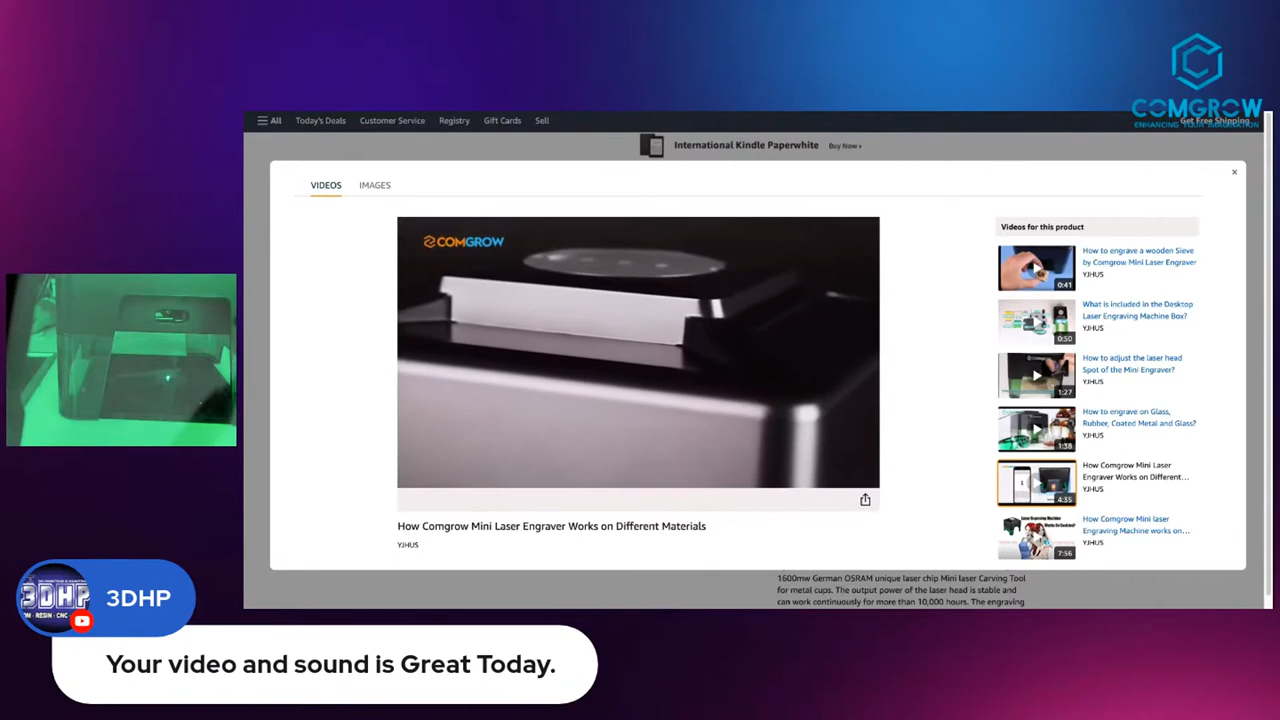 COMGROW
ENHANCING YOUR IMAGINATION
All Today's Deals Customer Service Registry Gift Cards Sell
Get Free Shipping
International Kindle Paperwhite Buy Now
VIDEOS IMAGES
COMGROW
How Comgrow Mini Laser Engraver Works on Different Materials
YJHUS
Videos for this product
0:41
How to engrave a wooden Sieve
by Comgrow Mini Laser Engraver
YJHUS
0:50
What is included in the Desktop
Laser Engraving Machine Box?
YJHUS
1:27
How to adjust the laser head
Spot of the Mini Engraver?
YJHUS
1:38
How to engrave on Glass,
Rubber, Coated Metal and Glass?
YJHUS
4:35
How Comgrow Mini Laser
Engraver Works on Different...
YJHUS
7:56
How Comgrow Mini laser
Engraving Machine works on...
YJHUS
1600mw German OSRAM unique laser chip Mini laser Carving Tool
for metal cups. The output power of the laser head is stable and
can work continuously for more than 10,000 hours. The engraving
3DHP
3DHP
Your video and sound is Great Today.